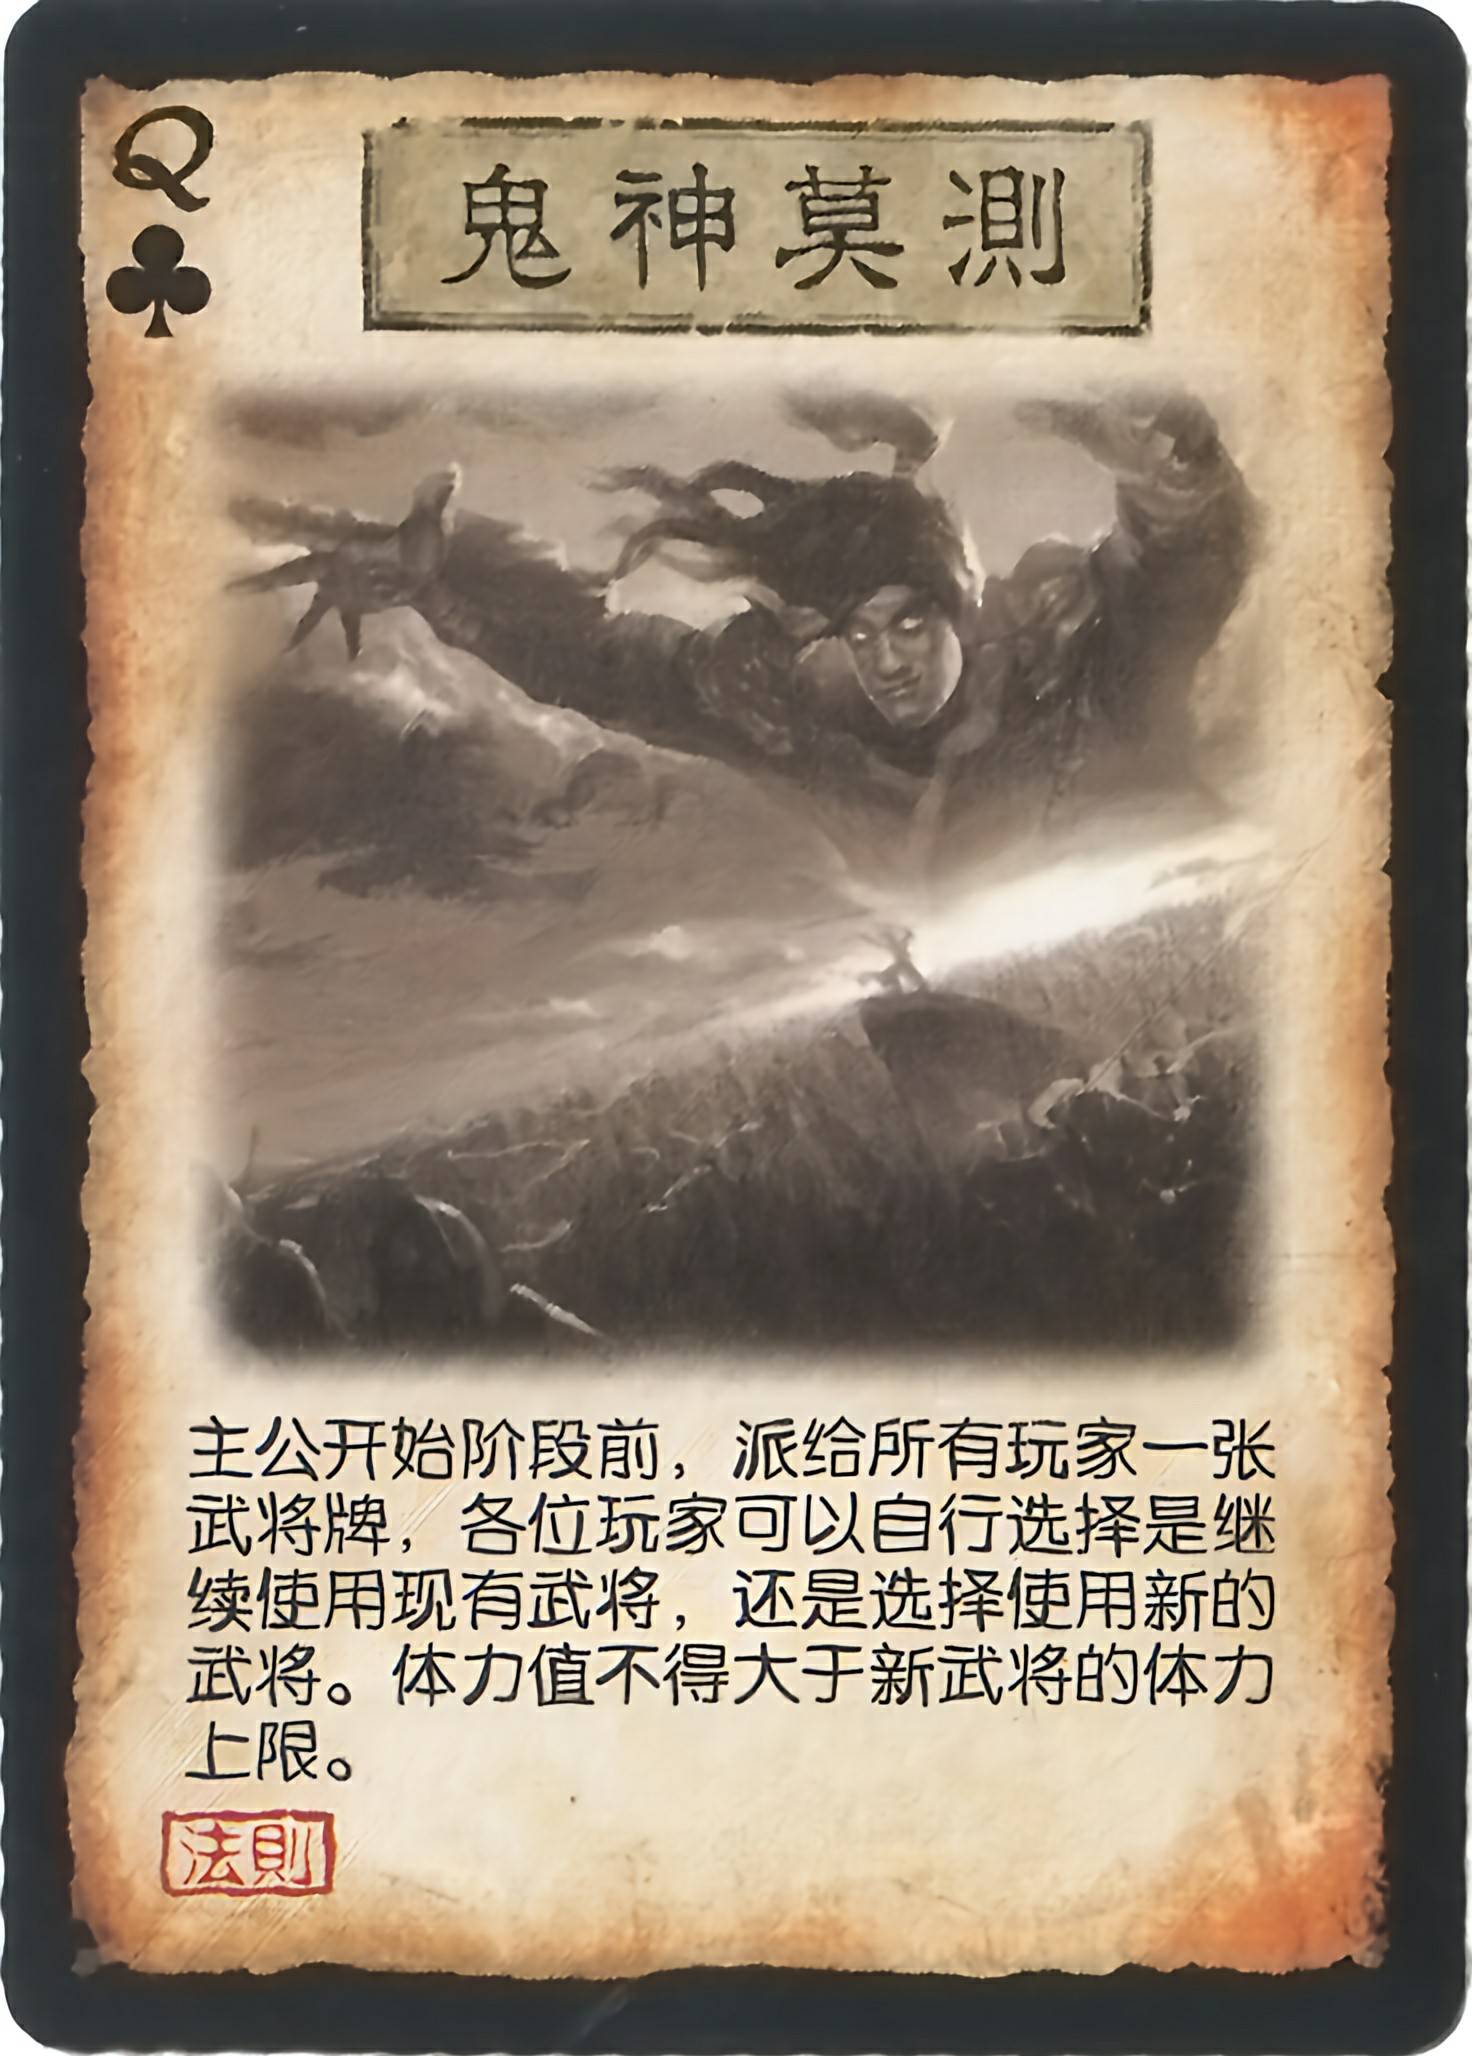 Q
鬼神莫測
主公开始阶段前，派给所有玩家一张
武将牌，各位玩家可以自行选择是继
续使用现有武将，还是选择使用新的
武将。体力值不得大于新武将的体力
上限。
法則